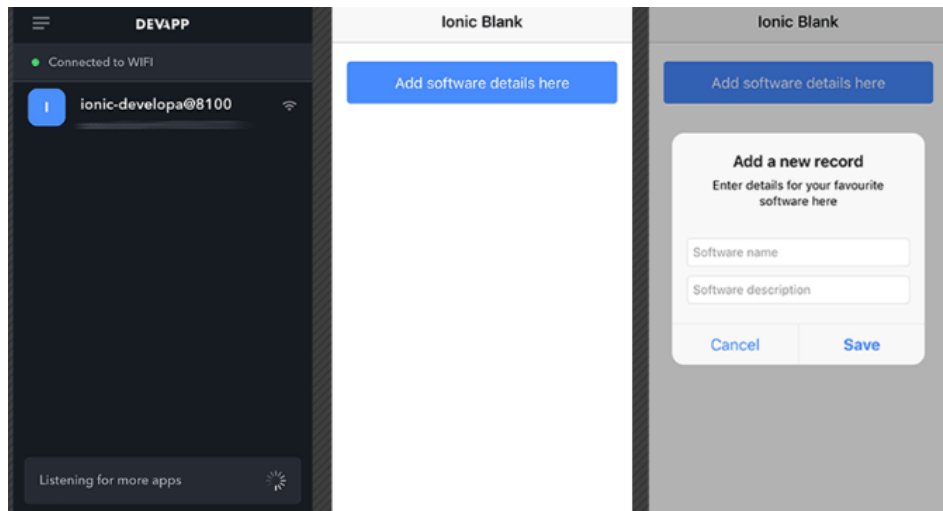 DEVAPP
Connected to WIFI
I
ionic-developa@8100
Listening for more apps
Ionic Blank
Add software details here
Ionic Blank
Add software details here
Add a new record
Enter details for your favourite
software here
Software name
Software description
Cancel
Save